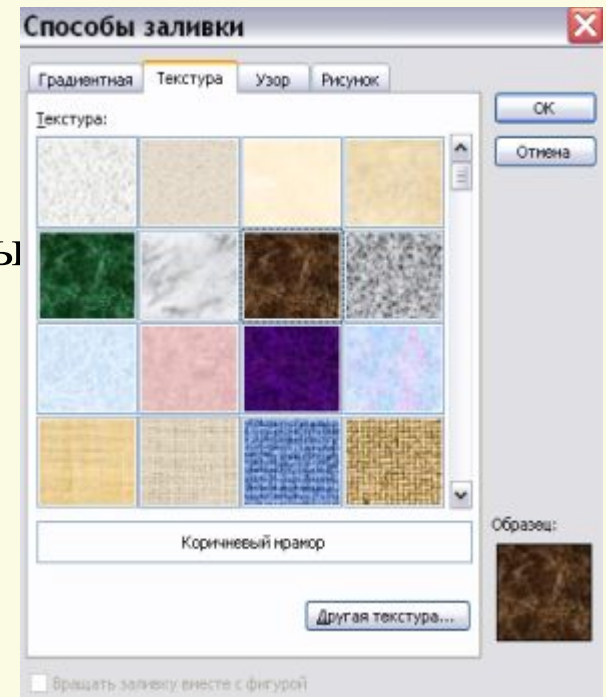 Способы заливки
Градиентная Текстура Узор Рисунок
Текстура:
ОК
Отмена
ы
Коричневый мрамор
Образец:
Другая текстура...
Вращать заливку вместе с фигурой